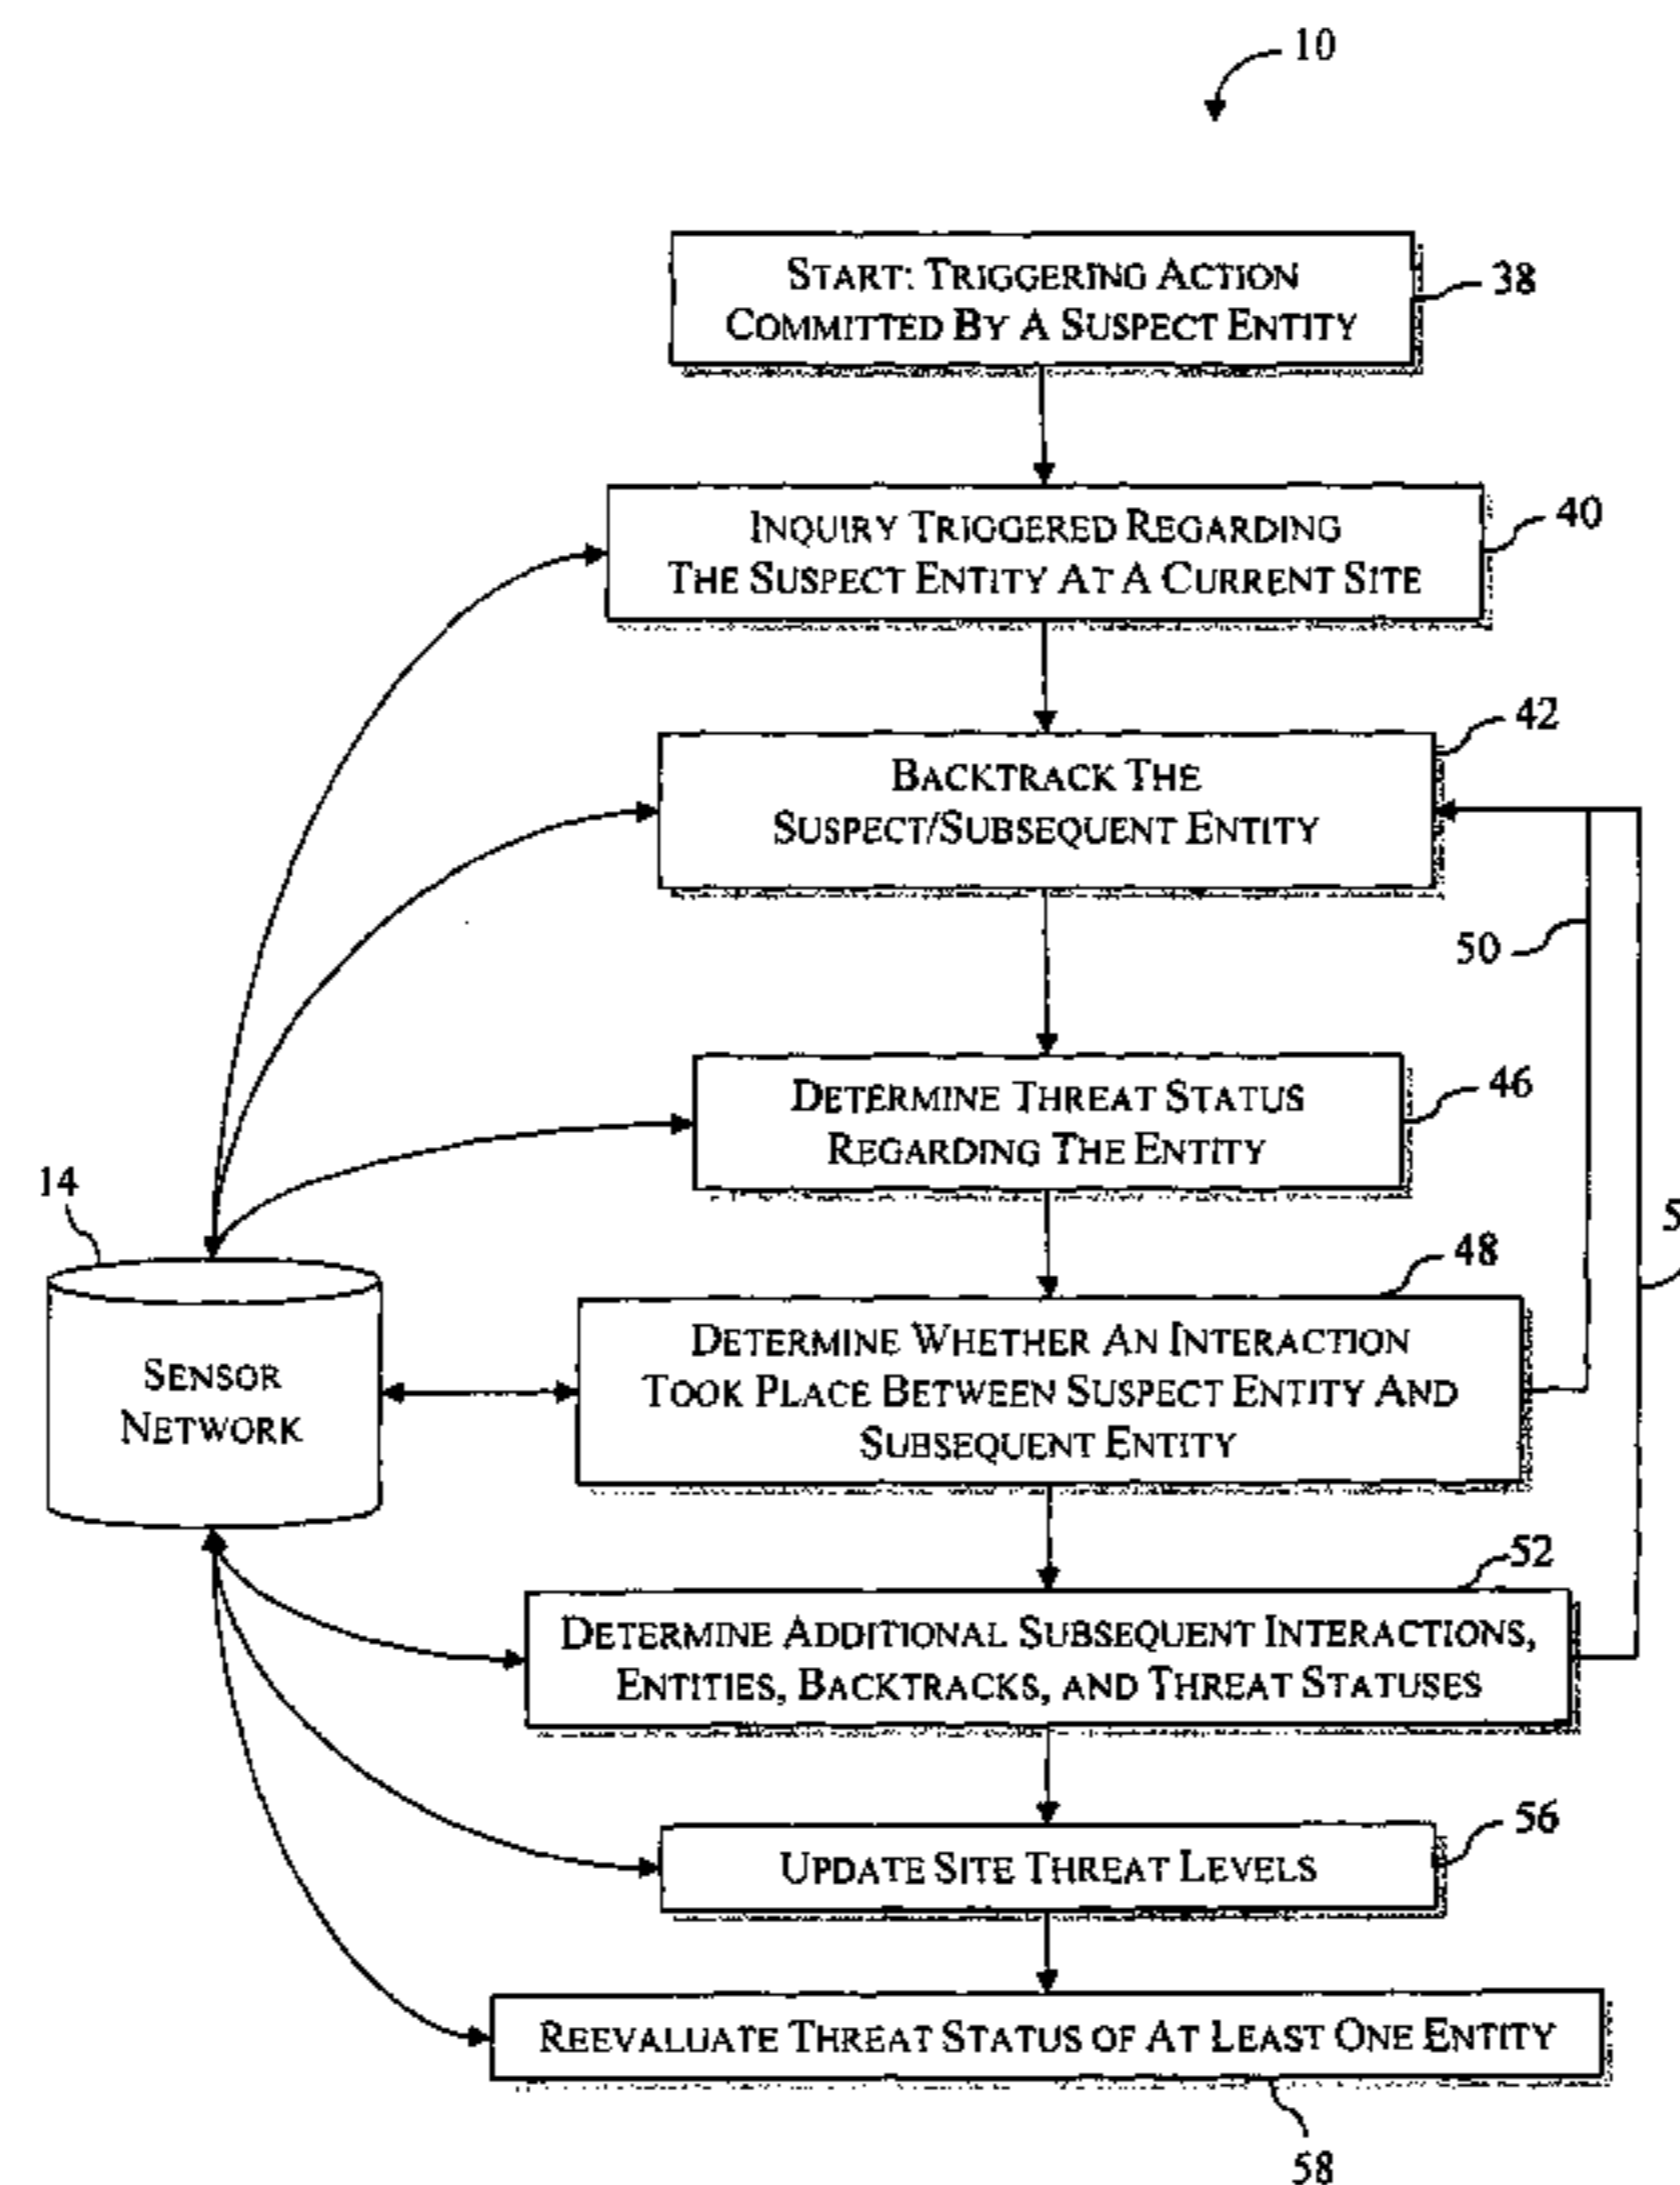 10
START: TRIGGERING ACTION
COMMITTED BY A SUSPECT ENTITY
38
INQUIRY TRIGGERED REGARDING
THE SUSPECT ENTITY AT A CURRENT SITE
40
42
BACKTRACK THE
SUSPECT/SUBSEQUENT ENTITY
50
DETERMINE THREAT STATUS
REGARDING THE ENTITY
46
14
SENSOR
NETWORK
48
DETERMINE WHETHER AN INTERACTION
TOOK PLACE BETWEEN SUSPECT ENTITY AND
SUBSEQUENT ENTITY
52
DETERMINE ADDITIONAL SUBSEQUENT INTERACTIONS,
ENTITIES, BACKTRACKS, AND THREAT STATUSES
56
UPDATE SITE THREAT LEVELS
REEVALUATE THREAT STATUS OF AT LEAST ONE ENTITY
58